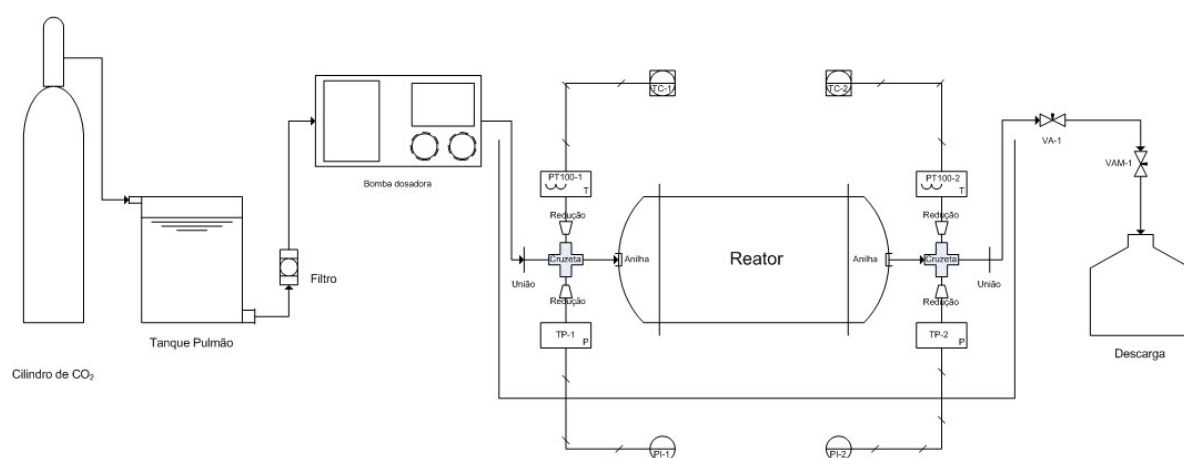 TC-1
TC-2
VA-1
VAM-1
PT100-1
T
PT100-2
T
Bomba dosadora
Redução
Redução
Filtro
Cruzeta
Anilha
Reator
Anilha
Cruzeta
União
União
Redução
Redução
TP-1
P
TP-2
P
Tanque Pulmão
Descarga
Cilindro de CO₂
PI-1
PI-2